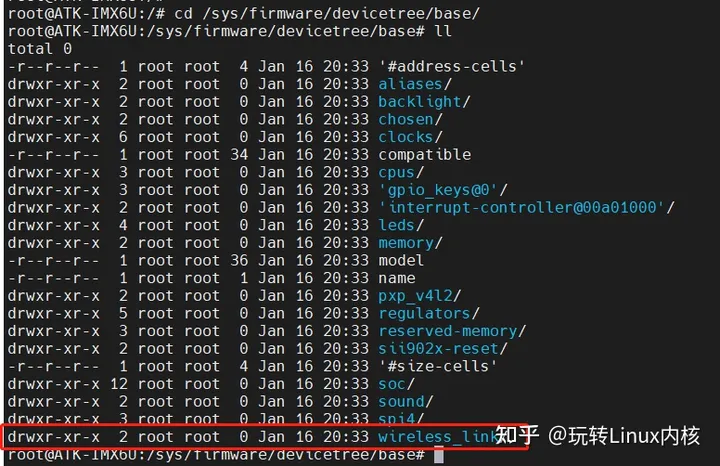 root@ATK-IMX6U:/# cd /sys/firmware/devicetree/base/
root@ATK-IMX6U:/sys/firmware/devicetree/base# ll
total 0
-r--r--r--  1 root root  4 Jan 16 20:33 '#address-cells'
drwxr-xr-x  2 root root  0 Jan 16 20:33 aliases/
drwxr-xr-x  2 root root  0 Jan 16 20:33 backlight/
drwxr-xr-x  2 root root  0 Jan 16 20:33 chosen/
drwxr-xr-x  6 root root  0 Jan 16 20:33 clocks/
-r--r--r--  1 root root 34 Jan 16 20:33 compatible
drwxr-xr-x  3 root root  0 Jan 16 20:33 cpus/
drwxr-xr-x  3 root root  0 Jan 16 20:33 'gpio_keys@0'/
drwxr-xr-x  2 root root  0 Jan 16 20:33 'interrupt-controller@00a01000'/
drwxr-xr-x  4 root root  0 Jan 16 20:33 leds/
drwxr-xr-x  2 root root  0 Jan 16 20:33 memory/
-r--r--r--  1 root root 36 Jan 16 20:33 model
-r--r--r--  1 root root  1 Jan 16 20:33 name
drwxr-xr-x  2 root root  0 Jan 16 20:33 pxp_v4l2/
drwxr-xr-x  5 root root  0 Jan 16 20:33 regulators/
drwxr-xr-x  3 root root  0 Jan 16 20:33 reserved-memory/
drwxr-xr-x  2 root root  0 Jan 16 20:33 sii902x-reset/
-r--r--r--  1 root root  4 Jan 16 20:33 '#size-cells'
drwxr-xr-x 12 root root  0 Jan 16 20:33 soc/
drwxr-xr-x  2 root root  0 Jan 16 20:33 sound/
drwxr-xr-x  3 root root  0 Jan 16 20:33 spi4/
drwxr-xr-x  2 root root  0 Jan 16 20:33 wireless_link
知乎 @玩转Linux内核
root@ATK-IMX6U:/sys/firmware/devicetree/base#